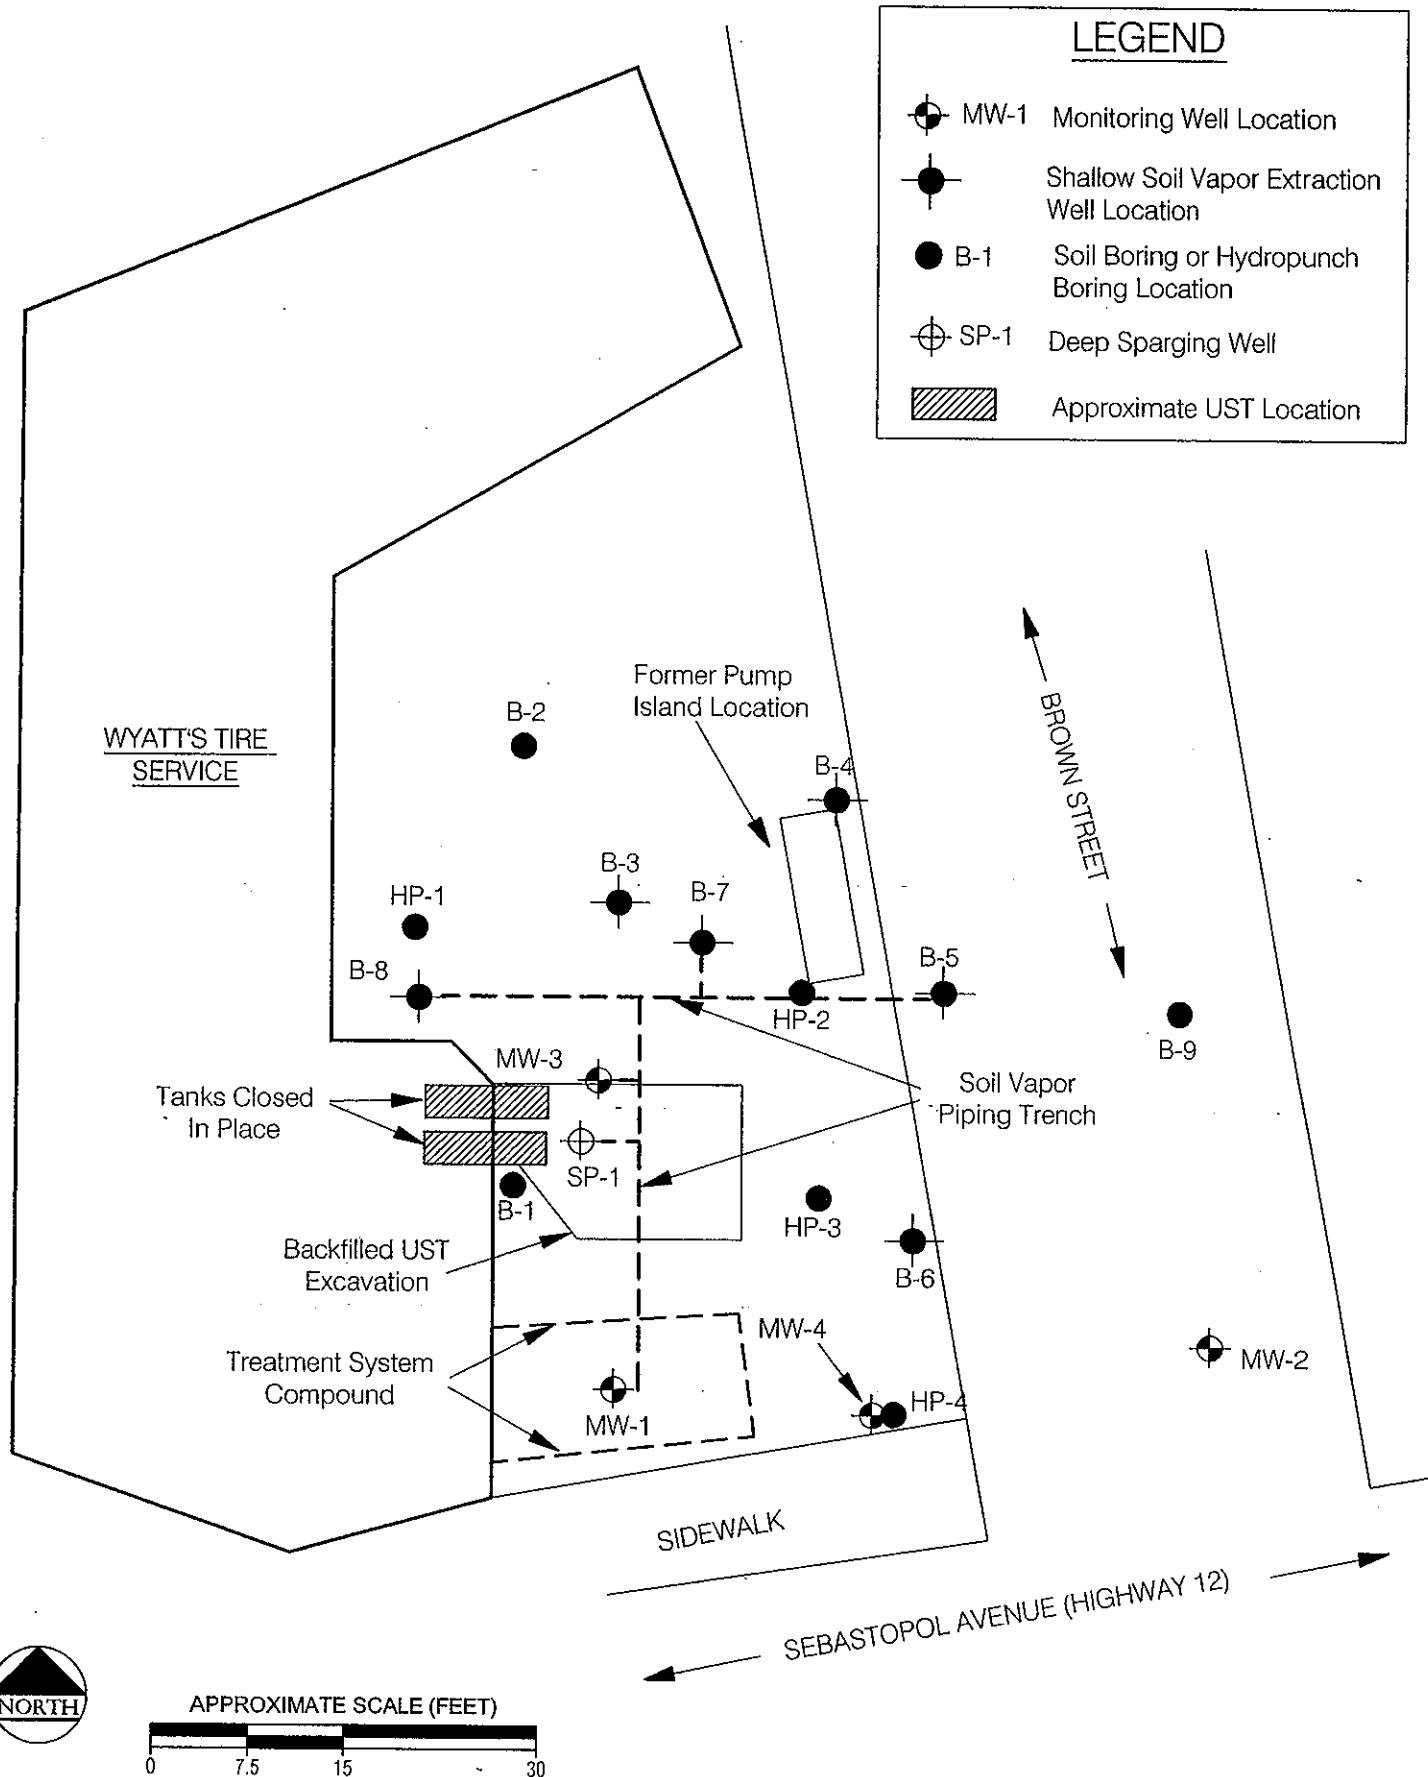 LEGEND
MW-1 Monitoring Well Location
Shallow Soil Vapor Extraction
Well Location
B-1 Soil Boring or Hydropunch
Boring Location
SP-1 Deep Sparging Well
Approximate UST Location
Former Pump
Island Location
BROWN STREET
B-2
WYATT'S TIRE
SERVICE
B-4
B-3
B-7
HP-1
B-8
B-5
HP-2
B-9
MW-3
Soil Vapor
Piping Trench
Tanks Closed
In Place
SP-1
B-1
HP-3
Backfilled UST
Excavation
B-6
MW-4
Treatment System
Compound
MW-2
HP-4
MW-1
SIDEWALK
SEBASTOPOL AVENUE (HIGHWAY 12)
NORTH
APPROXIMATE SCALE (FEET)
0 7.5 15 30